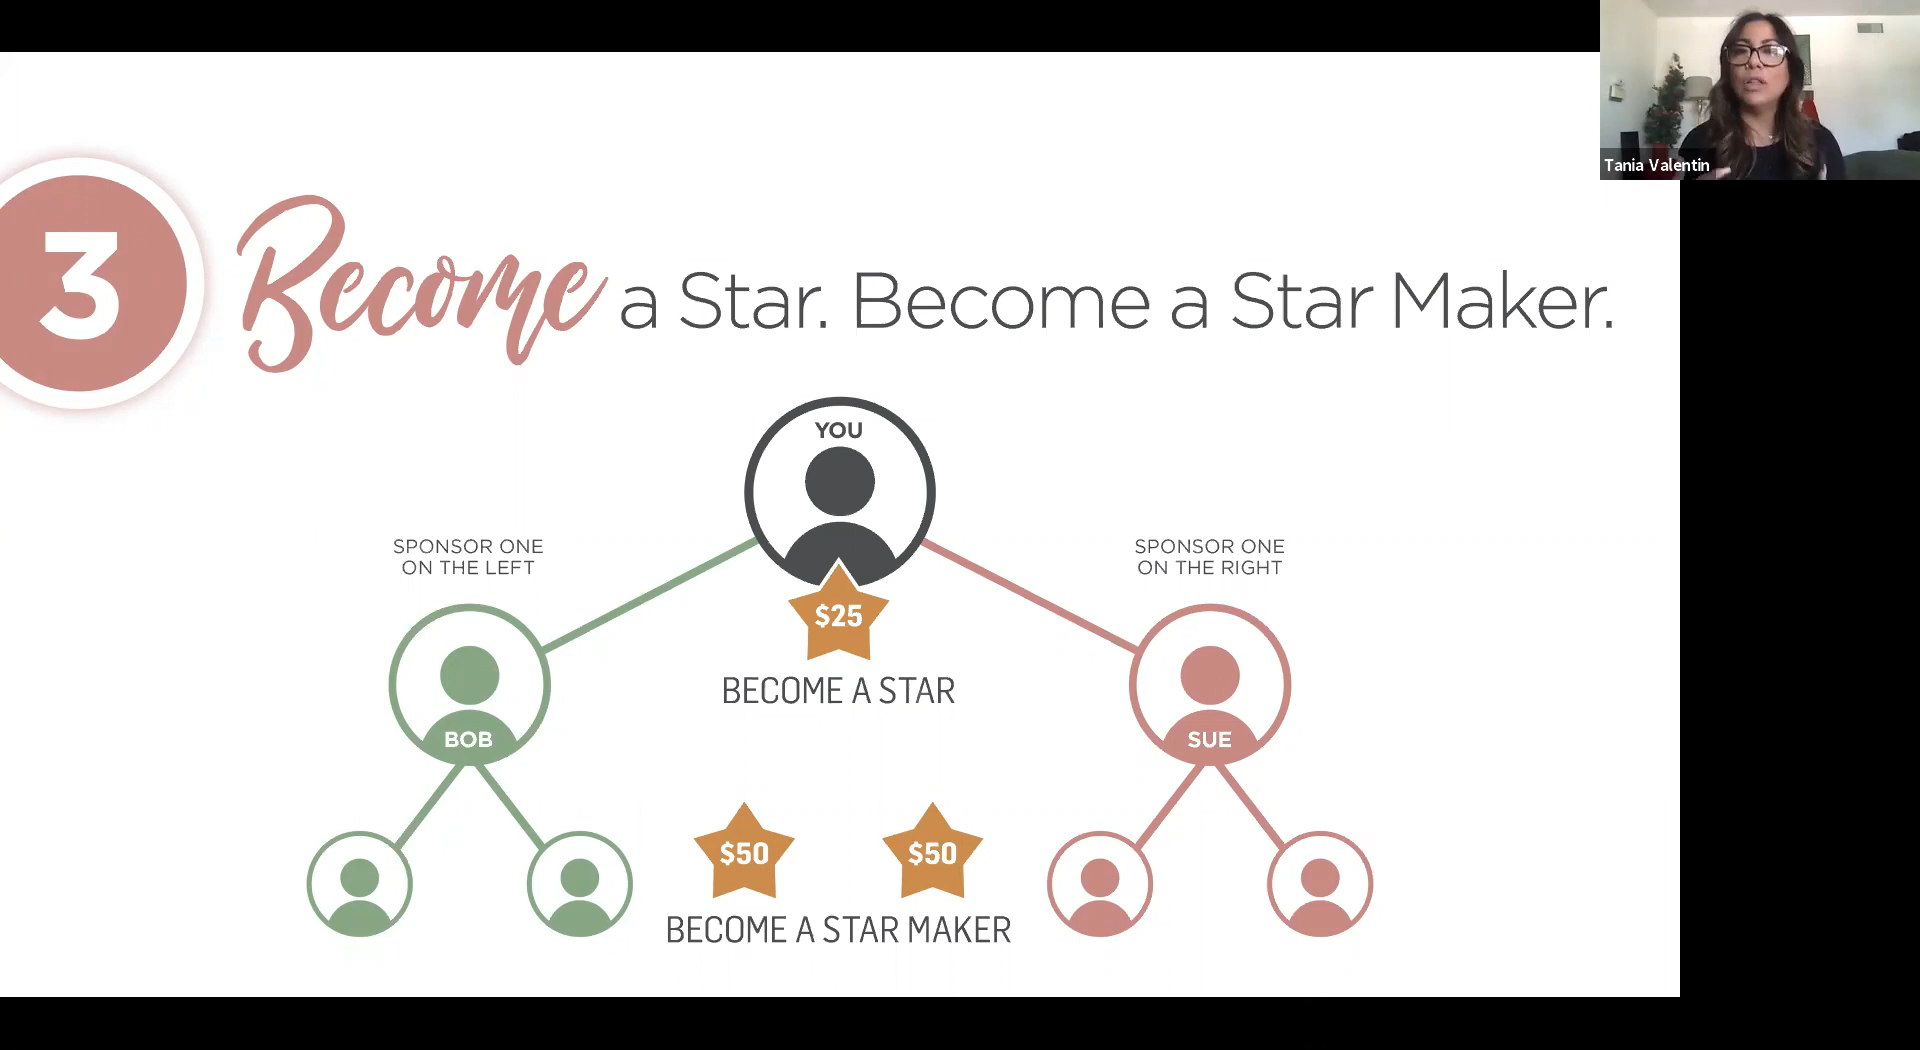 Tania Valentin
3
Become a Star. Become a Star Maker.
YOU
SPONSOR ONE
ON THE LEFT
SPONSOR ONE
ON THE RIGHT
$25
BECOME A STAR
BOB
SUE
$50
$50
BECOME A STAR MAKER